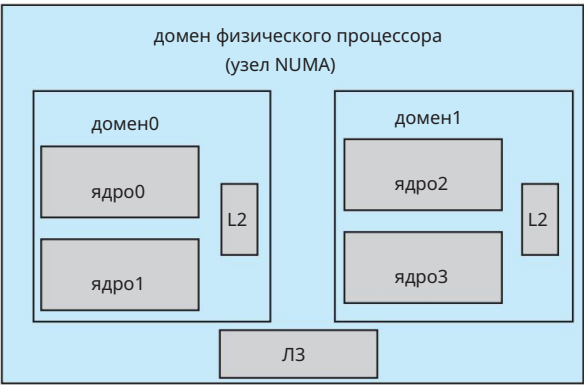 домен физического процессора
(узел NUMA)
домен0
ядро0
L2
ядро1
домен1
ядро2
L2
ядро3
Л3